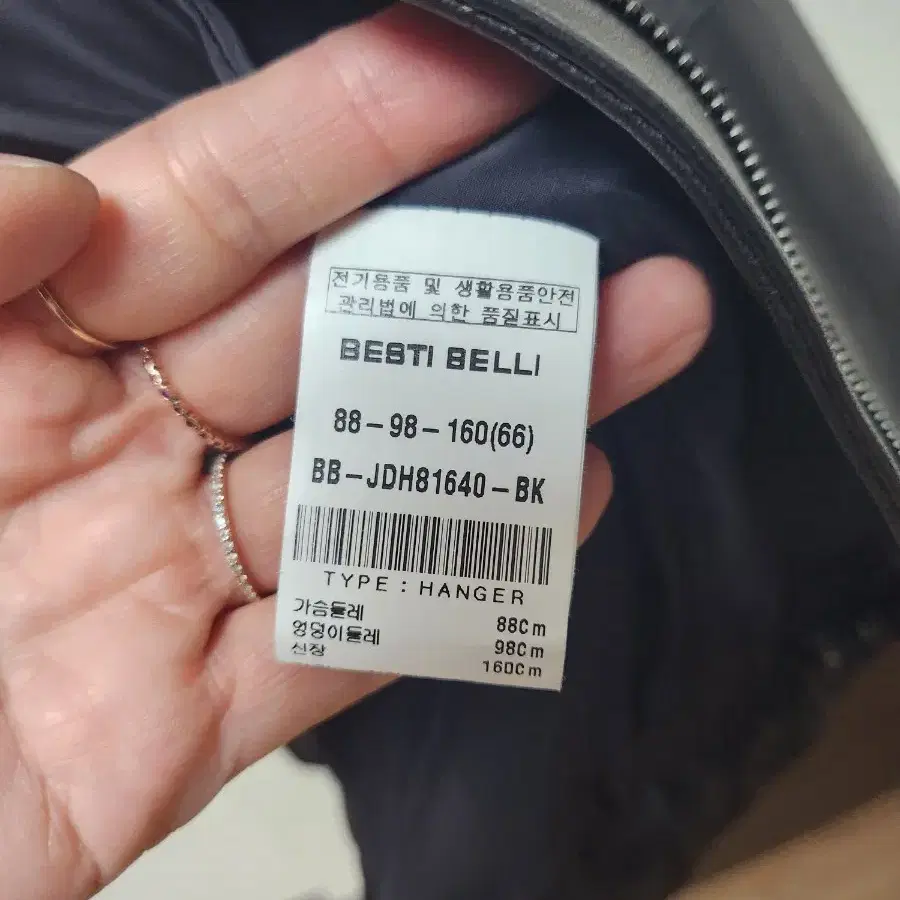 전기용품 및 생활용품안전
관리법에 의한 품질표시
BESTI BELLI
88-98-160(66)
BB-JDH81640-BK
TYPE : HANGER
가슴둘레 88Cm
엉덩이둘레 98Cm
신장 160Cm